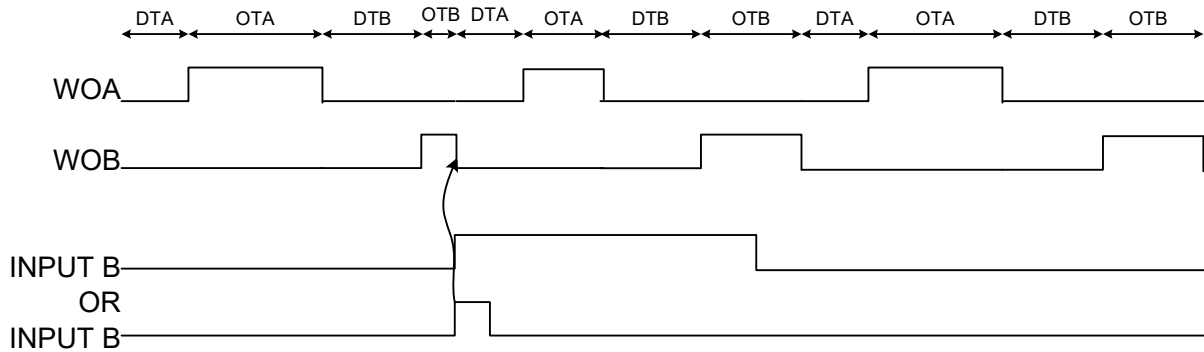 DTA OTA DTB OTB DTA OTA DTB OTB DTA OTA DTB OTB
WOA
WOB
INPUT B
OR
INPUT B